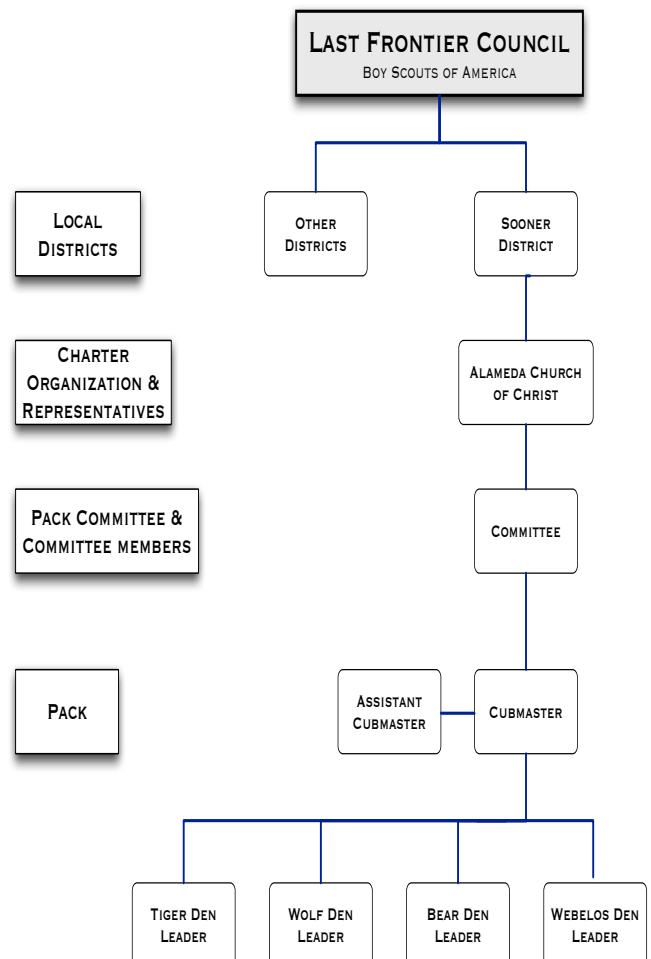 Last Frontier Council
Boy Scouts of America
Local
Districts
Other
Districts
Sooner
District
Charter
Organization &
Representatives
Alameda Church
of Christ
Pack Committee &
Committee members
Committee
Pack
Assistant
Cubmaster
Cubmaster
Tiger Den
Leader
Wolf Den
Leader
Bear Den
Leader
Webelos Den
Leader